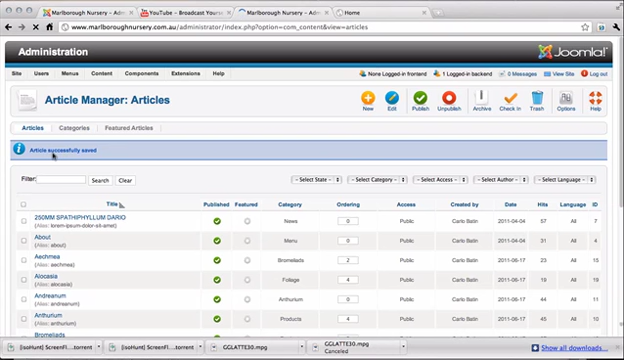 Marlborough Nursery - Adm
YouTube - Broadcast Yourse
Marlborough Nursery - Adm
Home
www.marlboroughnursery.com.au/administrator/index.php?option=com_content&view=articles
Administration
Joomla!
Site Users Menus Content Components Extensions Help
None Logged-in frontend 1 Logged-in backend 0 Messages View Site Log out
Article Manager: Articles
New Edit Publish Unpublish Archive Check In Trash Options Help
Articles Categories Featured Articles
Article successfully saved
Filter: Search Clear - Select State - - Select Category - - Select Access - - Select Author - - Select Language -
Title Published Featured Category Ordering Access Created by Date Hits Language ID
250MM SPATHIPHYLLUM DARIO
(Alias: lorem-ipsum-dolor-sit-amet) News 0 Public Carlo Batin 2011-04-04 57 All 7
About
(Alias: about) Menu 0 Public Carlo Batin 2011-04-04 31 All 4
Aechmea
(Alias: aechmea) Bromeliads 2 Public Carlo Batin 2011-06-17 23 All 15
Alocasia
(Alias: alocasia) Foliage 4 Public Carlo Batin 2011-06-17 19 All 19
Andreanum
(Alias: andreanum) Anthurium 0 Public Carlo Batin 2011-06-17 44 All 11
Anthurium
(Alias: anthurium) Products 4 Public Carlo Batin 2011-06-17 45 All 10
Bromeliads
[isoHunt] ScreenFl....torrent
[isoHunt] ScreenFl....torrent
GGLATTE30.mpg
GGLATTE30.mpg
Canceled
Show all downloads...